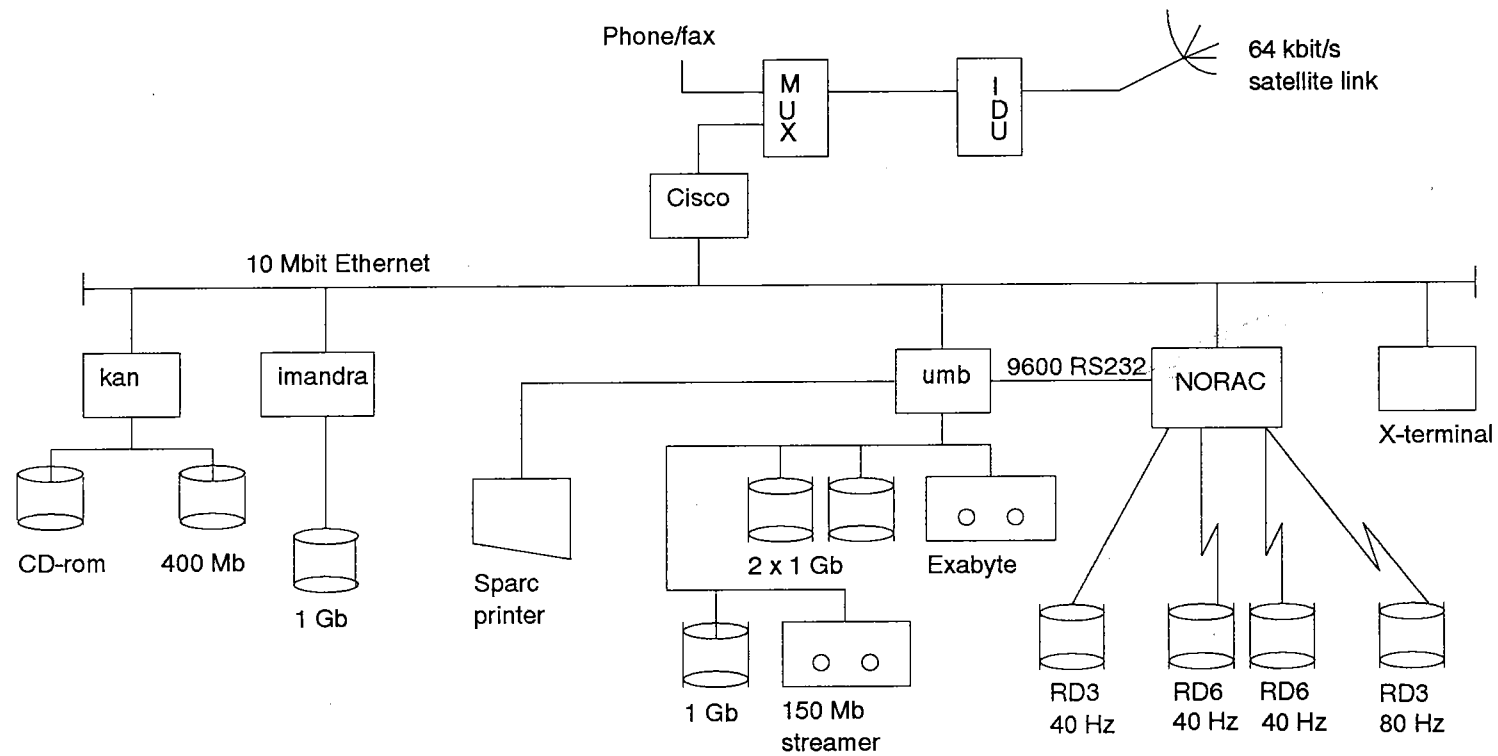 Phone/fax
MUX
IDU
64 kbit/s
satellite link
Cisco
10 Mbit Ethernet
kan
imandra
umb
9600 RS232
NORAC
X-terminal
CD-rom
400 Mb
1 Gb
Sparc
printer
2 x 1 Gb
Exabyte
1 Gb
150 Mb
streamer
RD3
40 Hz
RD6
40 Hz
RD6
40 Hz
RD3
80 Hz